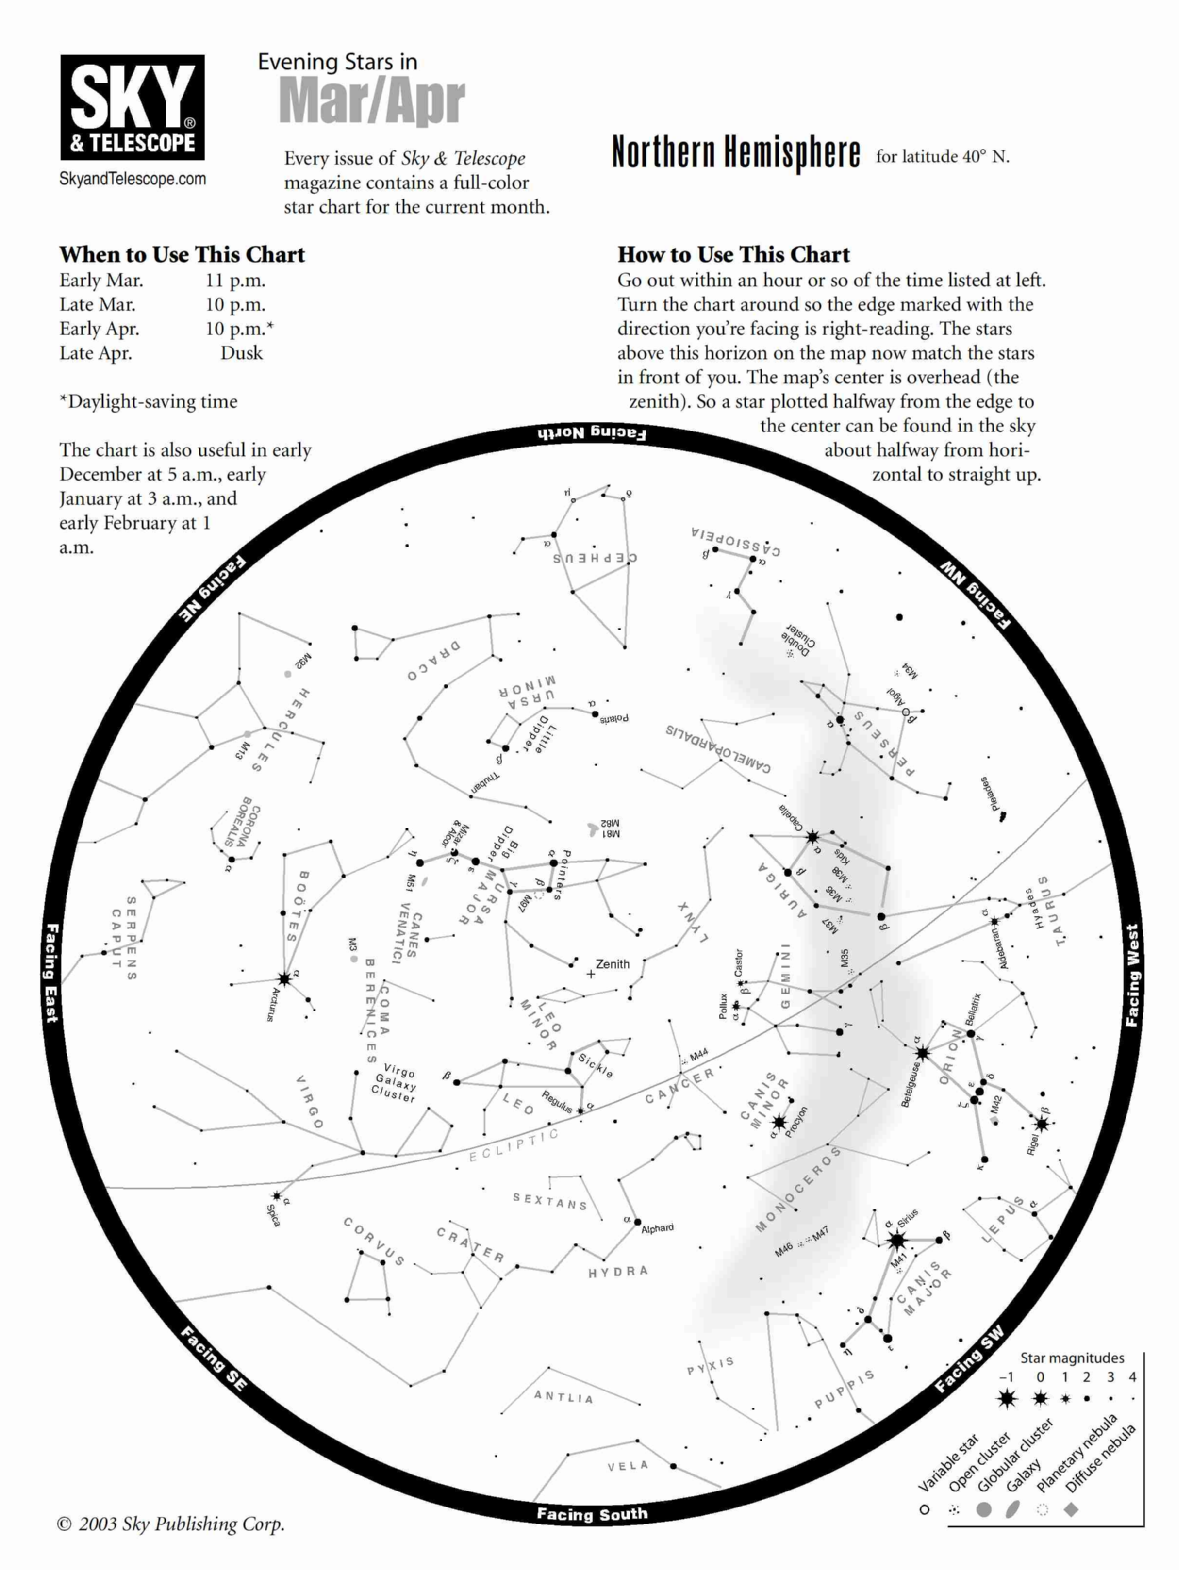 SKY®
& TELESCOPE
SkyandTelescope.com
Evening Stars in
Mar/Apr
Every issue of Sky & Telescope
magazine contains a full-color
star chart for the current month.
Northern Hemisphere for latitude 40° N.
When to Use This Chart
Early Mar. 11 p.m.
Late Mar. 10 p.m.
Early Apr. 10 p.m.*
Late Apr. Dusk
*Daylight-saving time
The chart is also useful in early
December at 5 a.m., early
January at 3 a.m., and
early February at 1
a.m.
How to Use This Chart
Go out within an hour or so of the time listed at left.
Turn the chart around so the edge marked with the
direction you’re facing is right-reading. The stars
above this horizon on the map now match the stars
in front of you. The map’s center is overhead (the
zenith). So a star plotted halfway from the edge to
the center can be found in the sky
about halfway from hori-
zontal to straight up.
Facing North
Facing NE
Facing NW
Facing East
Facing West
Facing SE
Facing SW
Facing South
η
δ
α
CEPHEUS
CASSIOPEIA
β
α
γ
Double
Cluster
M34
Algol
β
α
PERSEUS
M92
HERCULES
M13
DRACO
URSA
MINOR
Little
Dipper
α
Polaris
β
Thuban
CAMELOPARDALIS
Pleiades
CORONA
BOREALIS
α
Mizar
& Alcor
Big
Dipper
M82
M81
Pointers
η
ζ
ε
γ
α
β
M51
M97
URSA
MAJOR
Capella
α
Kids
β
M38
M36
M37
AURIGA
β
BOÖTES
α
Arcturus
SERPENS
CAPUT
CANES
VENATICI
M3
COMA
BERENICES
LYNX
Zenith
LEO
MINOR
Castor
β
Pollux
α
GEMINI
M35
γ
α
Aldebaran
Hyades
TAURUS
Bellatrix
γ
α
Betelgeuse
ORION
δ
ε
ζ
M42
β
Rigel
κ
VIRGO
Virgo
Galaxy
Cluster
β
LEO
Sickle
Regulus
α
M44
CANCER
CANIS
MINOR
α
Procyon
ECLIPTIC
α
Spica
SEXTANS
CORVUS
CRATER
α
Alphard
HYDRA
MONOCEROS
M46
M47
α
Sirius
β
M41
CANIS
MAJOR
δ
η
ε
LEPUS
α
PYXIS
PUPPIS
ANTLIA
VELA
Star magnitudes
–1 0 1 2 3 4
Variable star
Open cluster
Globular cluster
Galaxy
Planetary nebula
Diffuse nebula
© 2003 Sky Publishing Corp.